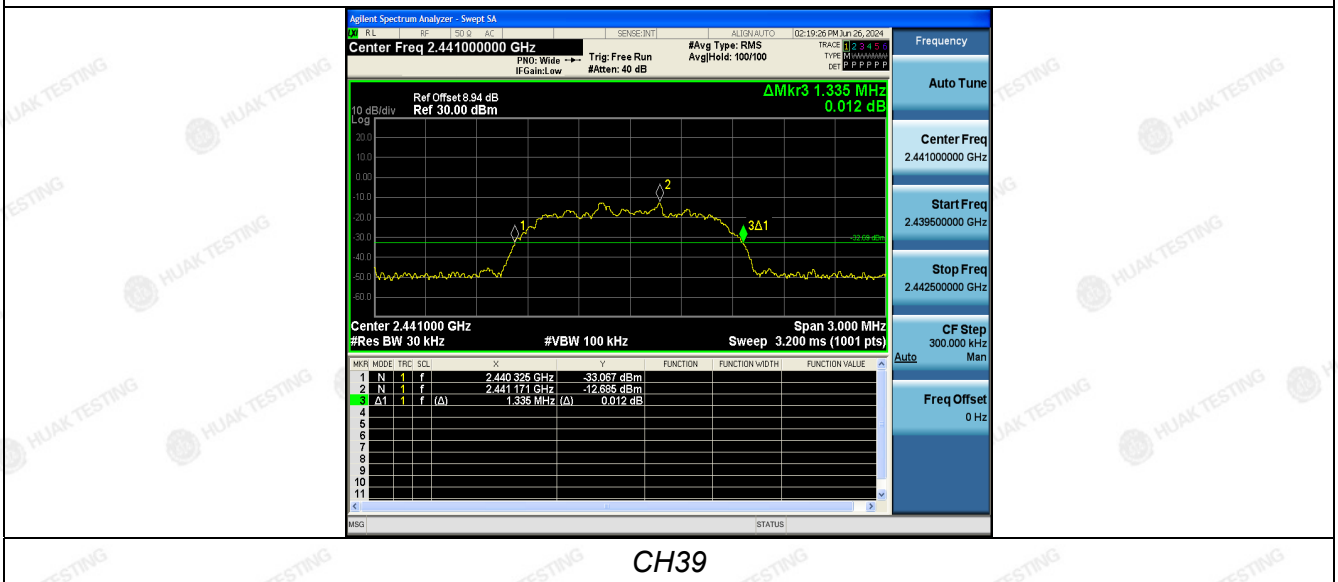 Agilent Spectrum Analyzer - Swept SA
RL RF 50 Ω AC SENSE:INT ALIGN AUTO 02:19:26 PM Jun 26, 2024
Center Freq 2.441000000 GHz
PNO: Wide
IFGain:Low
Trig: Free Run
#Atten: 40 dB
#Avg Type: RMS
Avg|Hold: 100/100
TRACE 1 2 3 4 5 6
TYPE M
DET P P P P P P
Frequency
Auto Tune
Center Freq
2.441000000 GHz
Start Freq
2.439500000 GHz
Stop Freq
2.442500000 GHz
CF Step
300.000 kHz
Auto Man
Freq Offset
0 Hz
Ref Offset 8.94 dB
10 dB/div Ref 30.00 dBm
Log
ΔMkr3 1.335 MHz
0.012 dB
20.0
10.0
0.00
-10.0
-20.0
-30.0
-40.0
-50.0
-60.0
1
2
3Δ1
-32.69 dBm
Center 2.441000 GHz Span 3.000 MHz
#Res BW 30 kHz #VBW 100 kHz Sweep 3.200 ms (1001 pts)
MKR MODE TRC SCL X Y FUNCTION FUNCTION WIDTH FUNCTION VALUE
1 N 1 f 2.440 325 GHz -33.067 dBm
2 N 1 f 2.441 171 GHz -12.685 dBm
3 Δ1 1 f (Δ) 1.335 MHz (Δ) 0.012 dB
4
5
6
7
8
9
10
11
MSG STATUS
CH39
HUAK TESTING